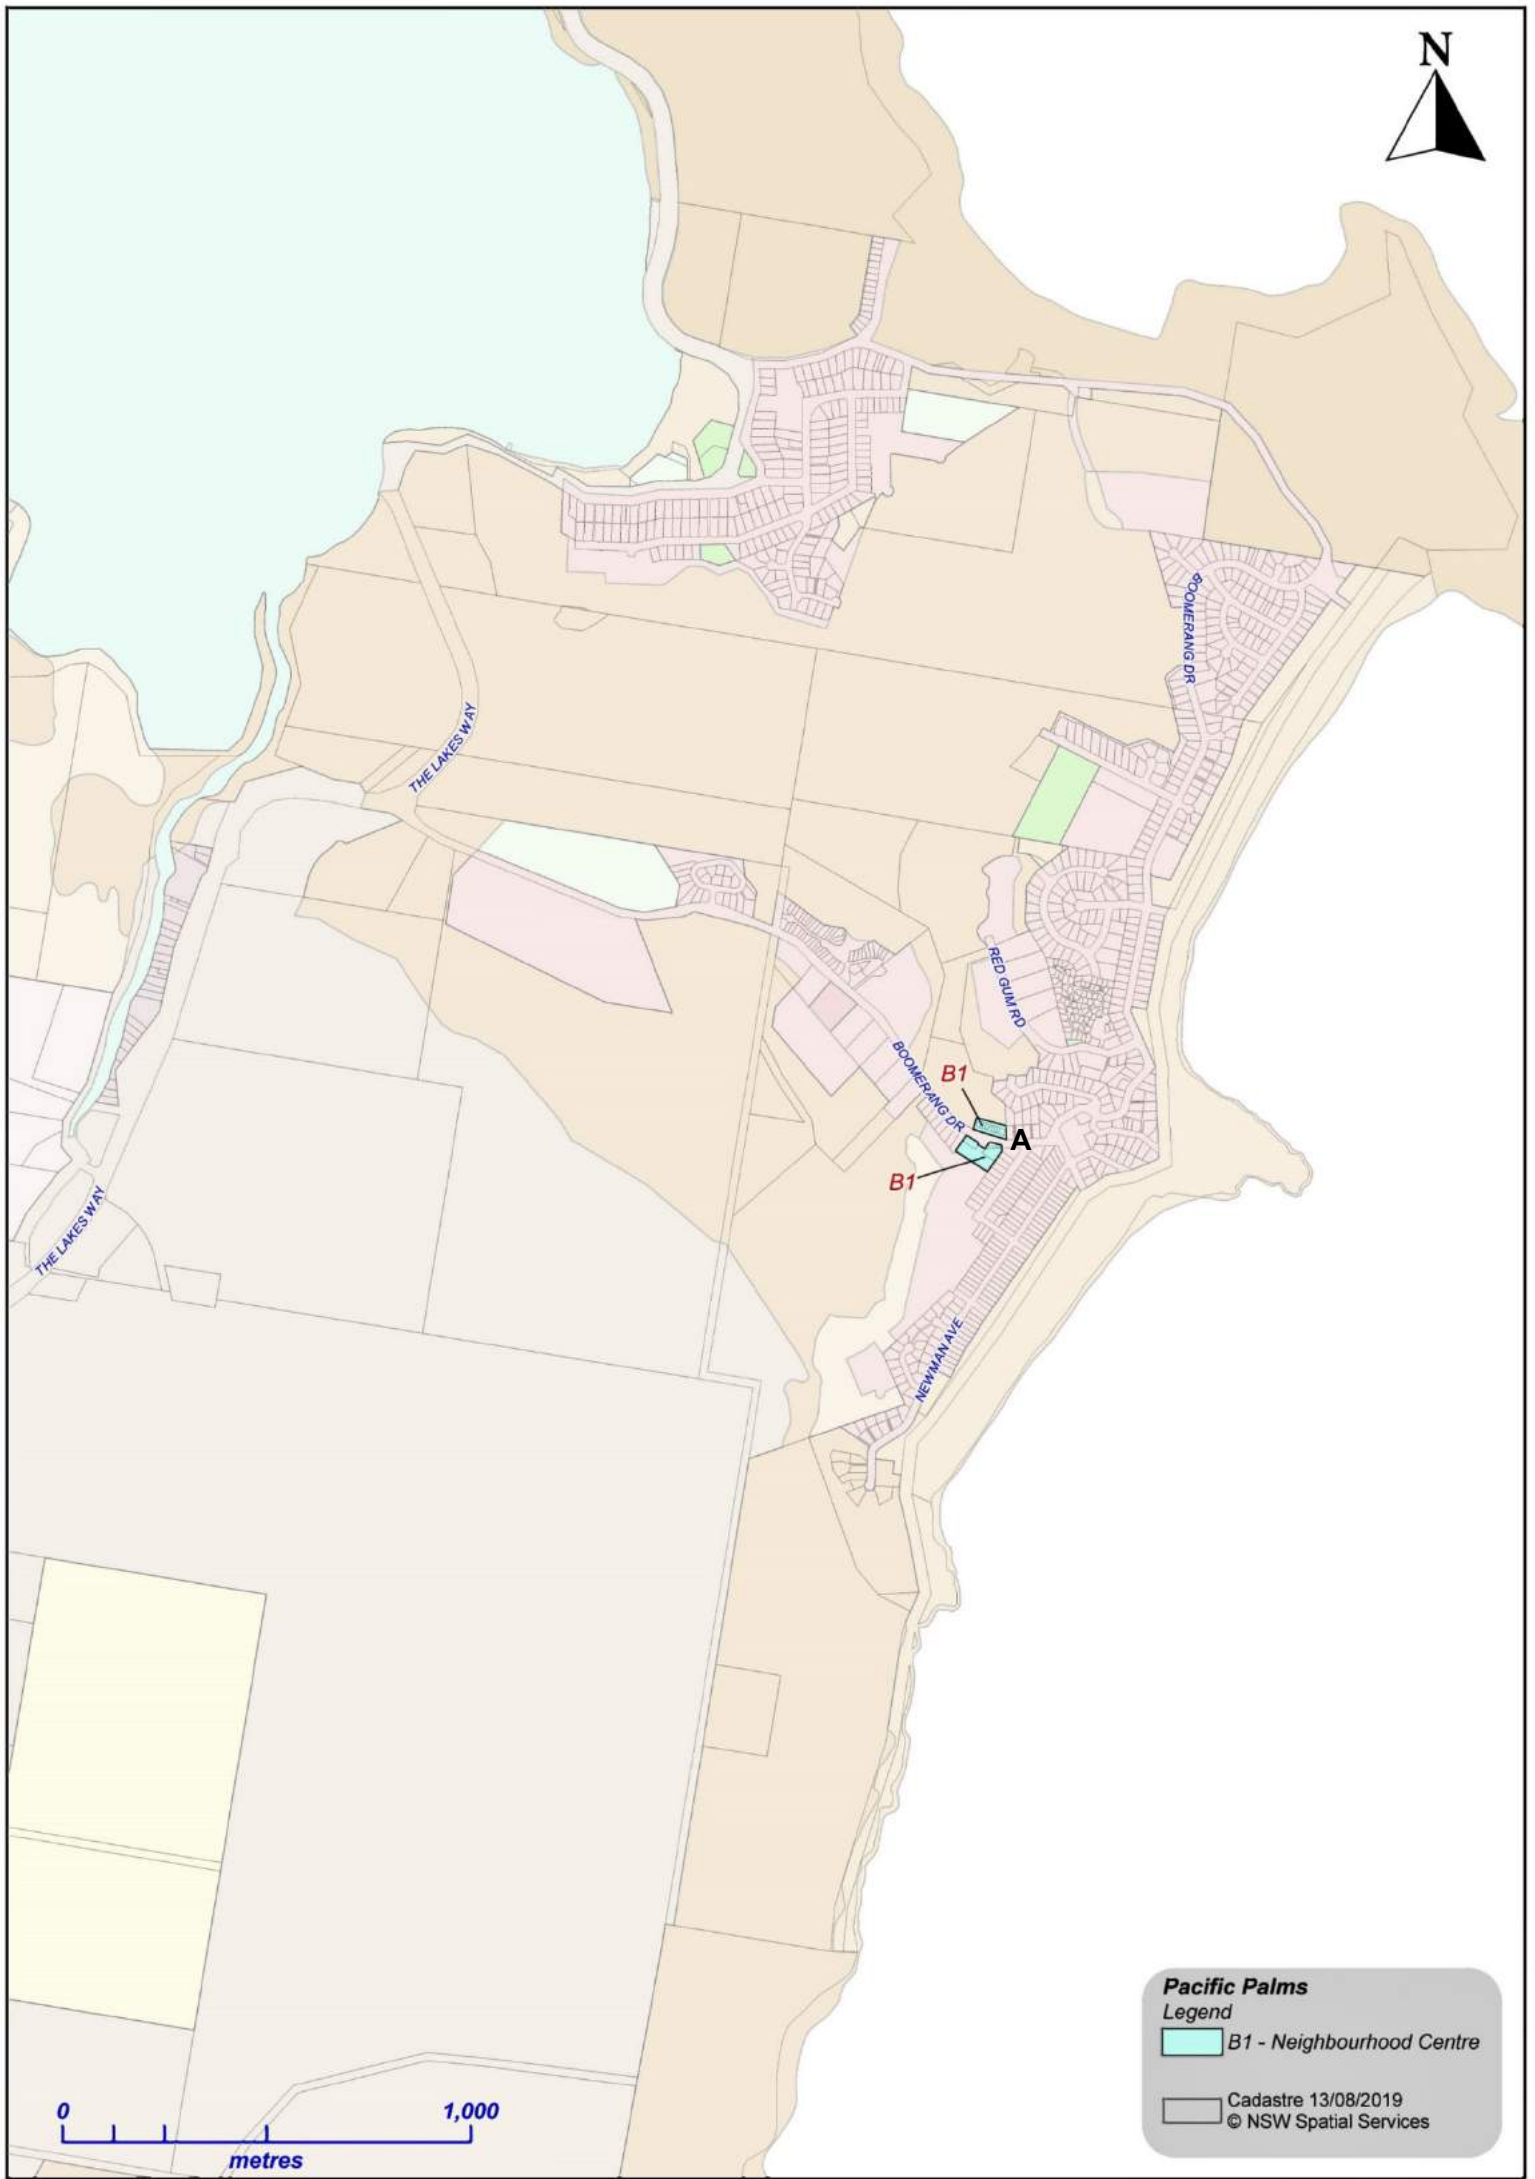 N
BOOMERANG DR
THE LAKES WAY
RED GUM RD
BOOMERANG DR
B1
A
B1
THE LAKES WAY
NEWMAN AVE
Pacific Palms
Legend
B1 - Neighbourhood Centre
Cadastre 13/08/2019
© NSW Spatial Services
0 1,000
metres